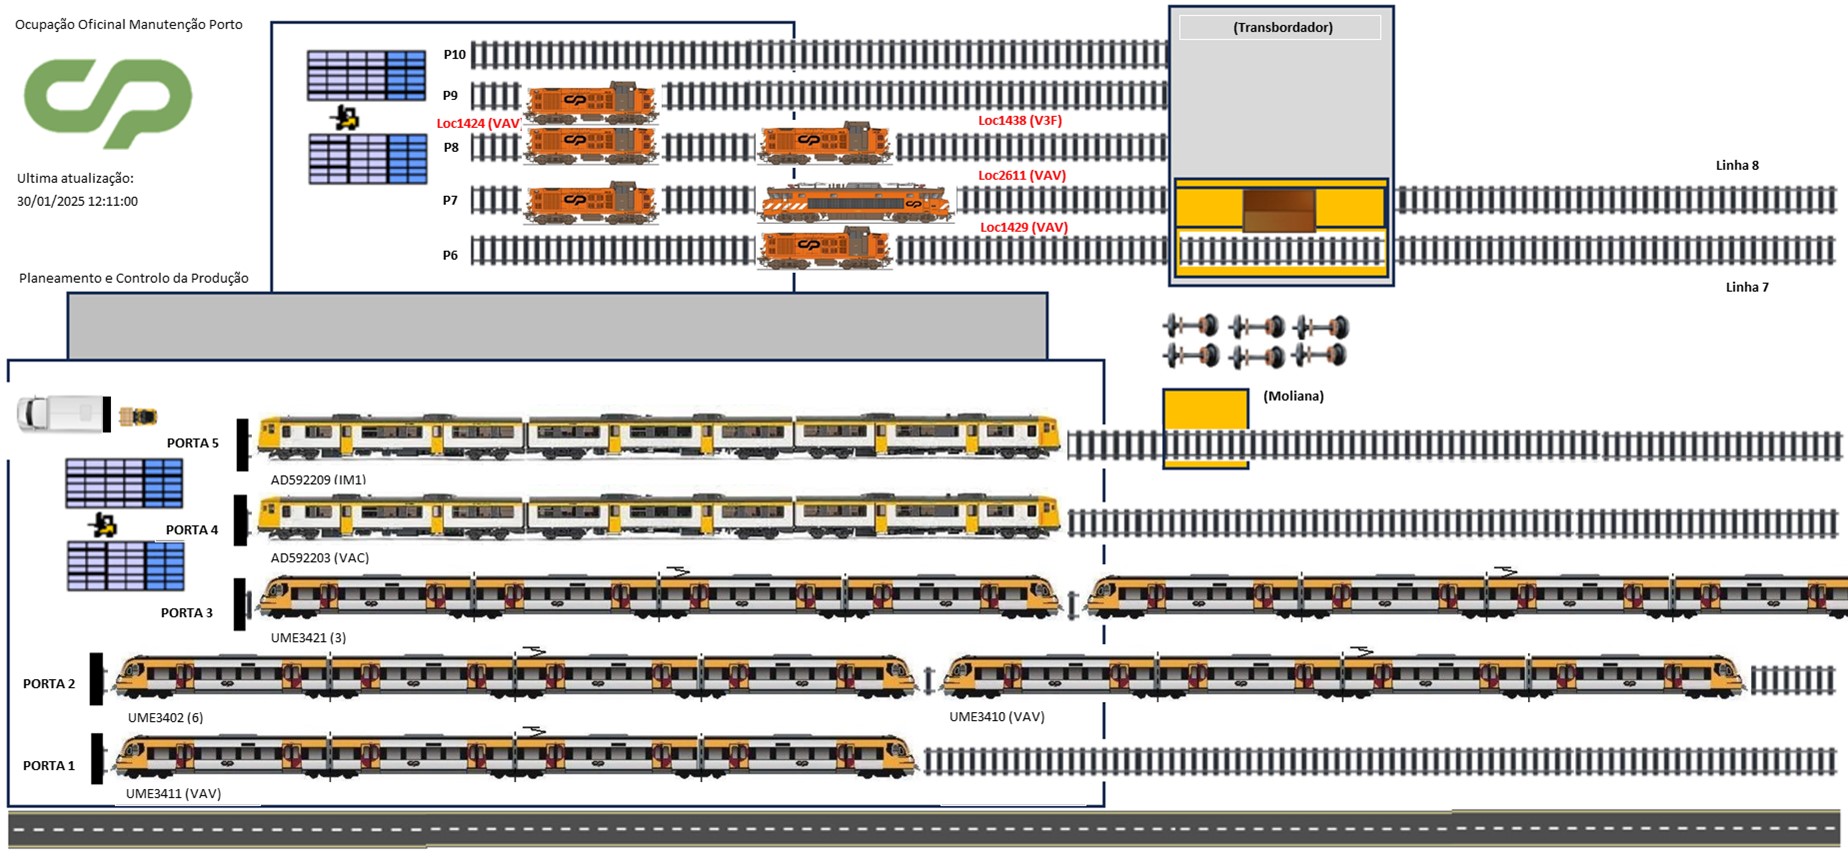 Ocupação Oficinal Manutenção Porto
CP
Ultima atualização:
30/01/2025 12:11:00
Planeamento e Controlo da Produção
(Transbordador)
P10
P9
Loc1424 (VAV)
Loc1438 (V3F)
P8
Loc2611 (VAV)
P7
Loc1429 (VAV)
P6
Linha 8
Linha 7
(Moliana)
PORTA 5
AD592209 (IM1)
PORTA 4
AD592203 (VAC)
PORTA 3
UME3421 (3)
PORTA 2
UME3402 (6)
UME3410 (VAV)
PORTA 1
UME3411 (VAV)